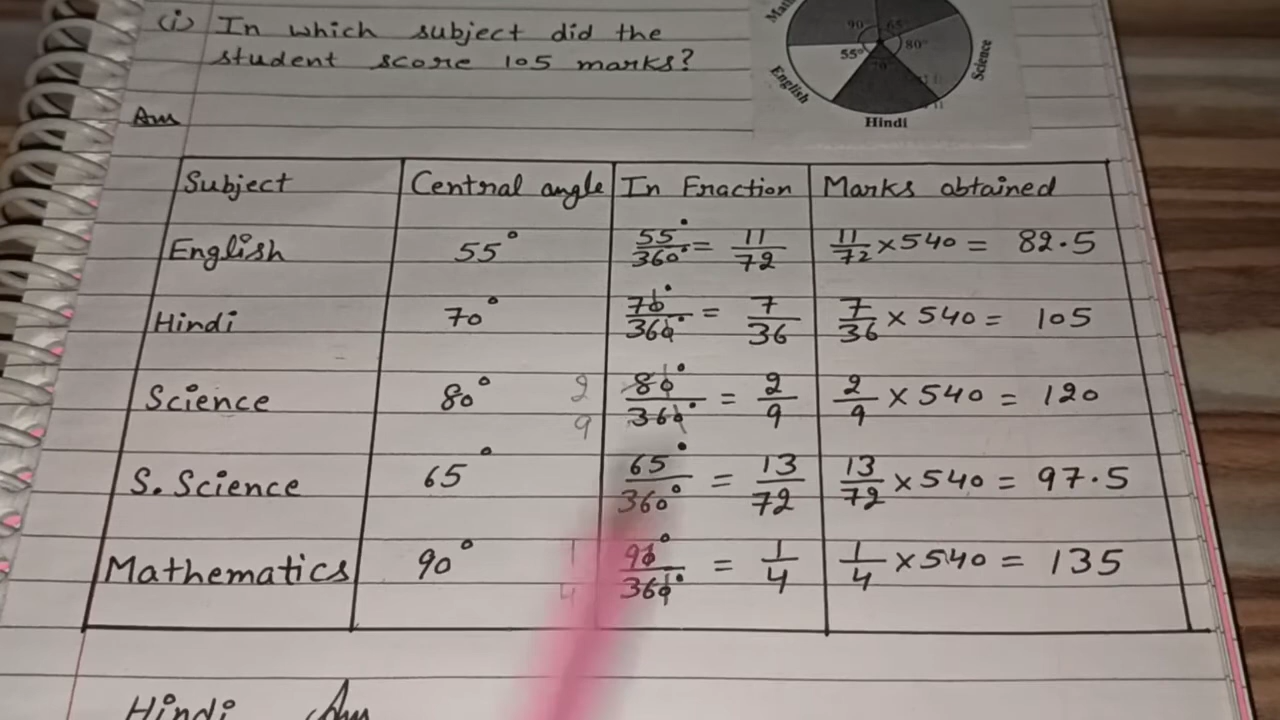 (i) In which subject did the
student score 105 marks?
90° 65°
80°
55°
70°
English
Science
Hindi
Ans
Subject Central angle In Fraction Marks obtained
English 55° 55°/360° = 11/72 11/72 × 540 = 82.5
Hindi 70° 70°/360° = 7/36 7/36 × 540 = 105
Science 80° 2/9 80°/360° = 2/9 2/9 × 540 = 120
S. Science 65° 65°/360° = 13/72 13/72 × 540 = 97.5
Mathematics 90° 1/4 90°/360° = 1/4 1/4 × 540 = 135
Hindi Ans